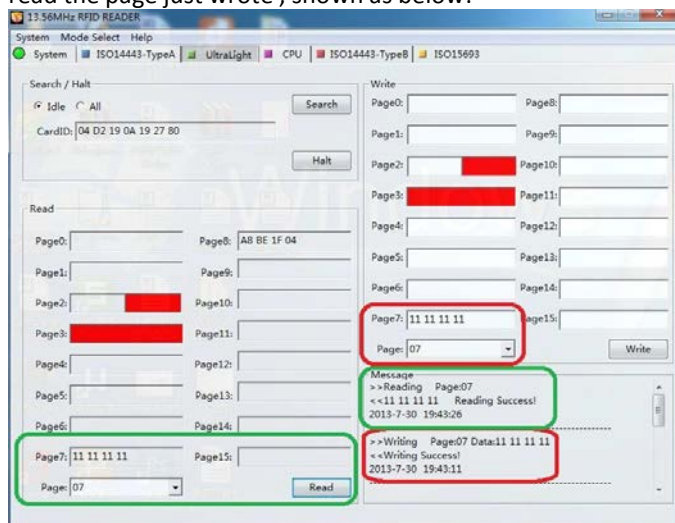 read the page just wrote , shown as below:
13.56MHz RFID READER
System Mode Select Help
System ISO14443-TypeA UltraLight CPU ISO14443-TypeB ISO15693
Search / Halt
Idle All Search
CardID: 04 D2 19 0A 19 27 80
Halt
Read
Page0: Page8: A8 BE 1F 04
Page1: Page9:
Page2: Page10:
Page3: Page11:
Page4: Page12:
Page5: Page13:
Page6: Page14:
Page7: 11 11 11 11 Page15:
Page: 07 Read
Write
Page0: Page8:
Page1: Page9:
Page2: Page10:
Page3: Page11:
Page4: Page12:
Page5: Page13:
Page6: Page14:
Page7: 11 11 11 11 Page15:
Page: 07 Write
Message
>>Reading Page:07
<<11 11 11 11 Reading Success!
2013-7-30 19:43:26
>>Writing Page:07 Data:11 11 11 11
<<Writing Success!
2013-7-30 19:43:11